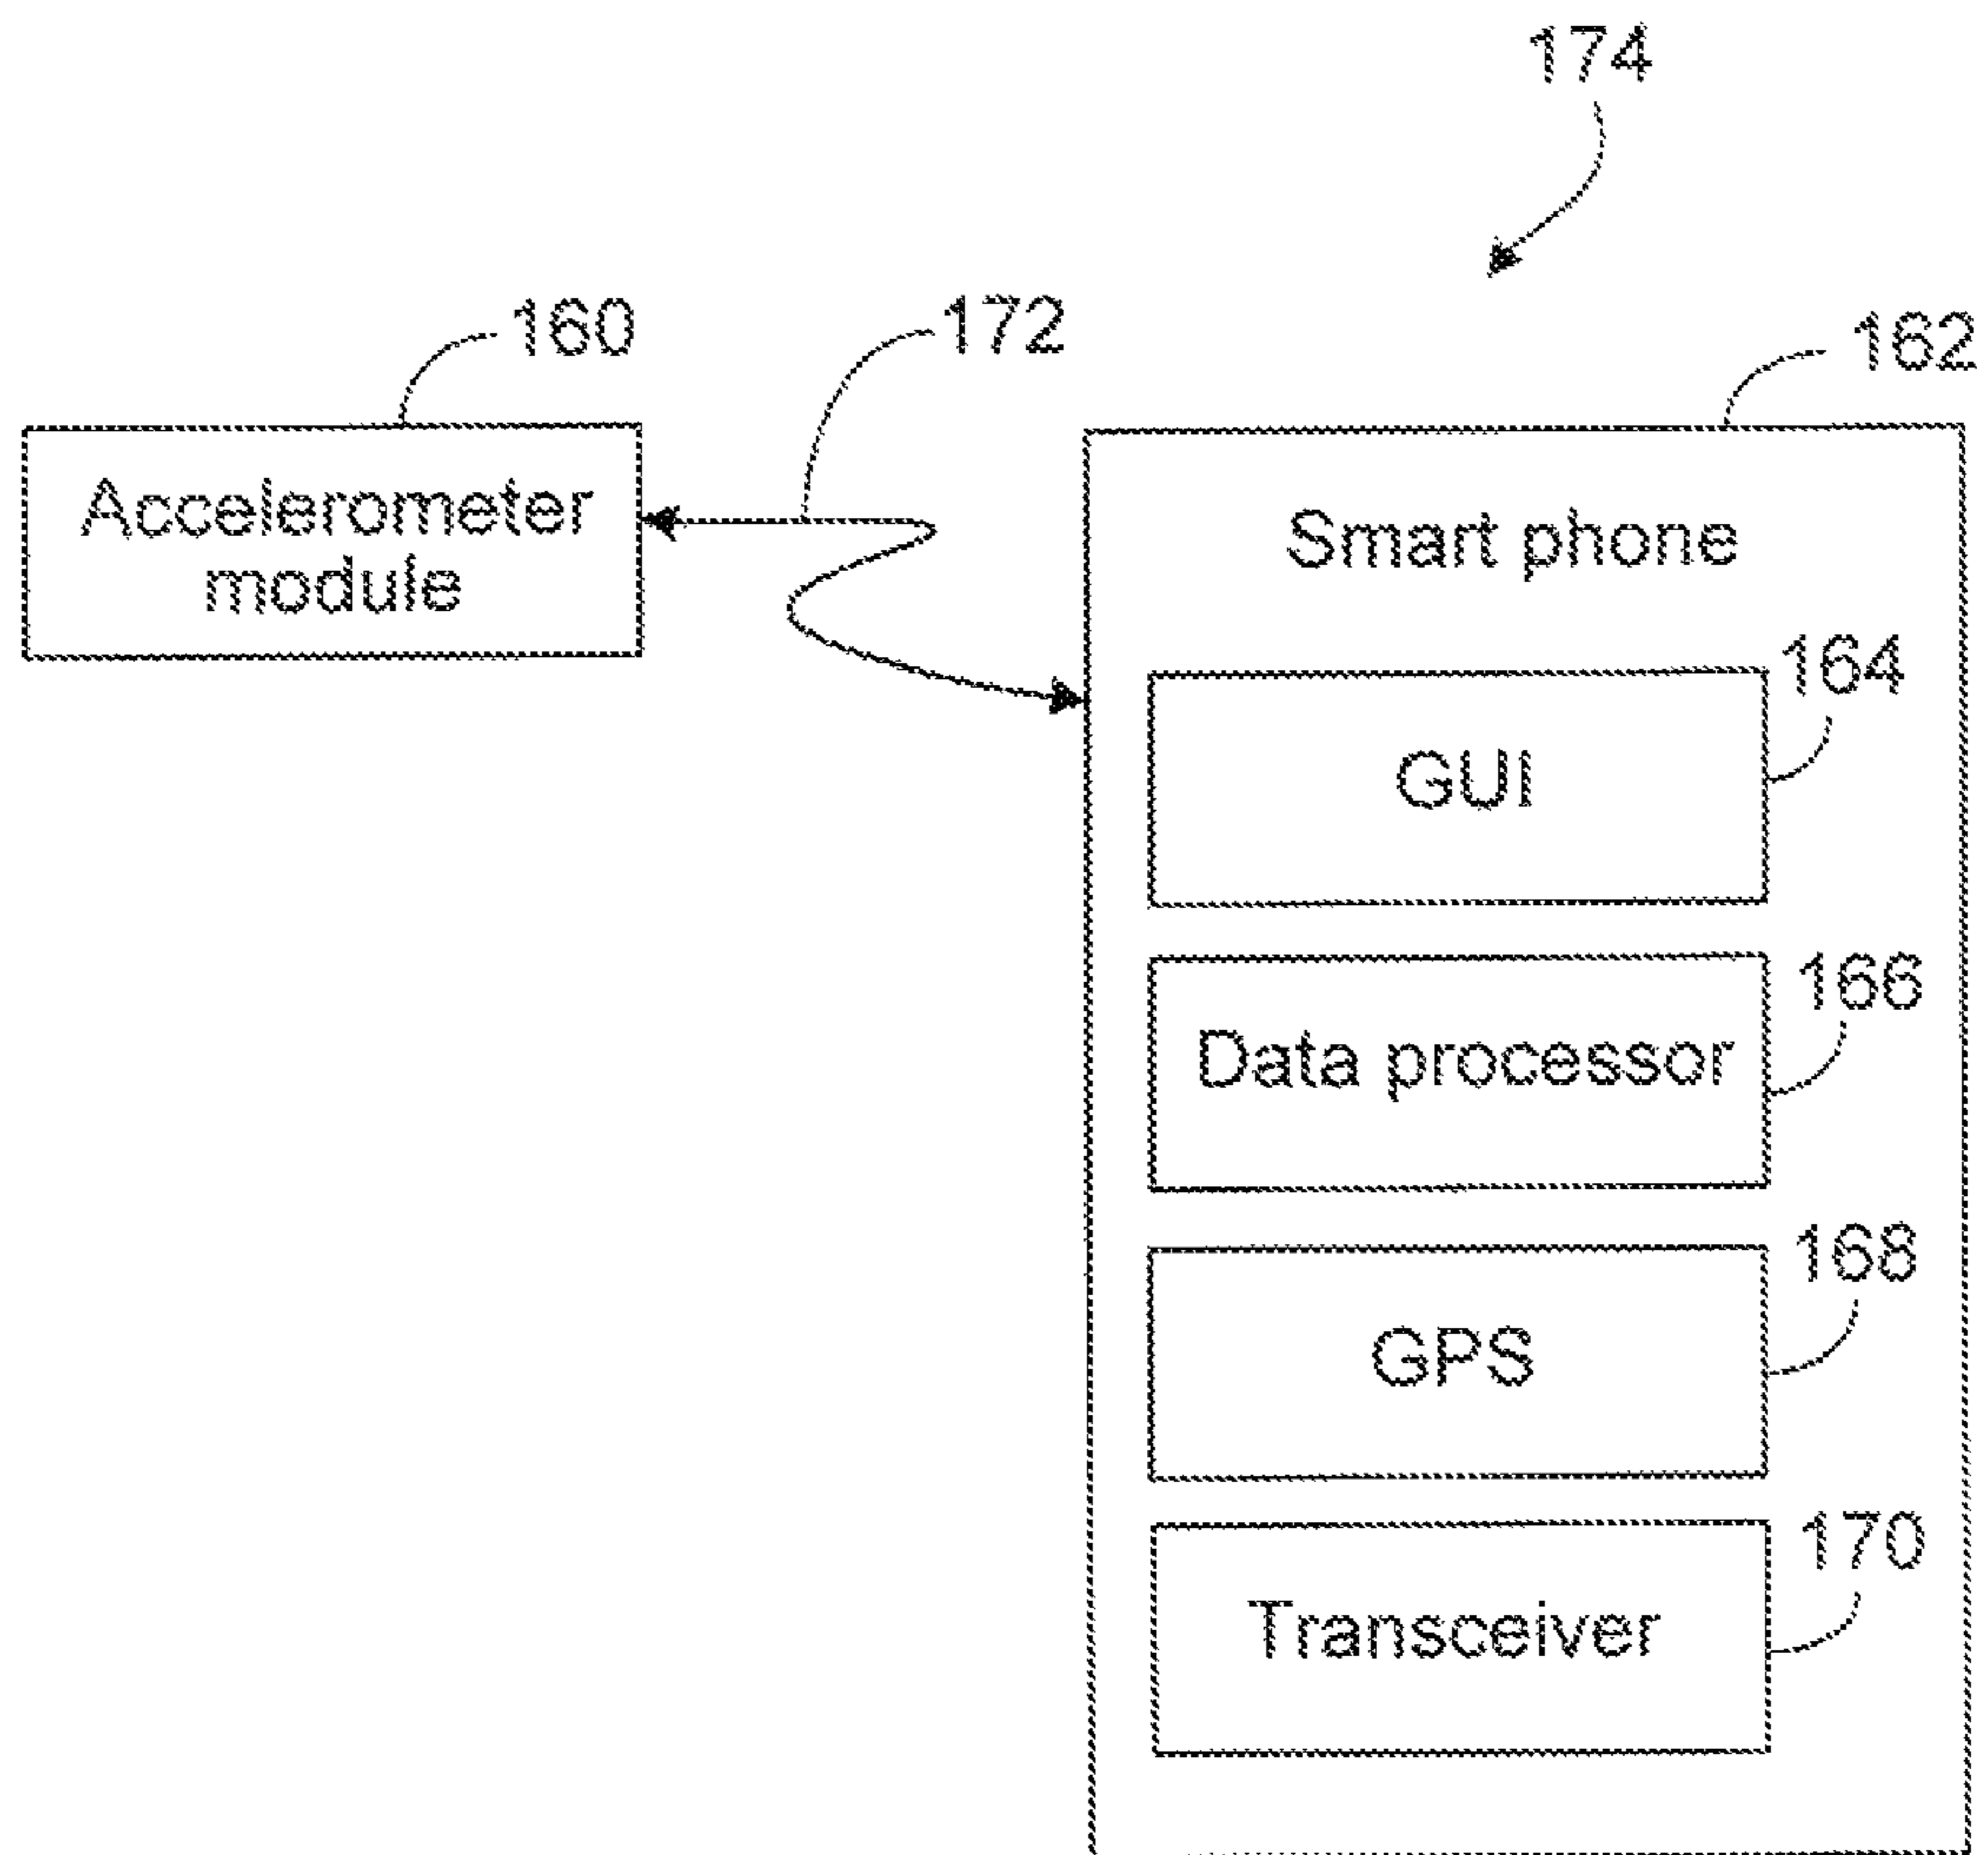 174
160
172
162
Accelerometer
module
Smart phone
164
GUI
166
Data processor
168
GPS
170
Transceiver